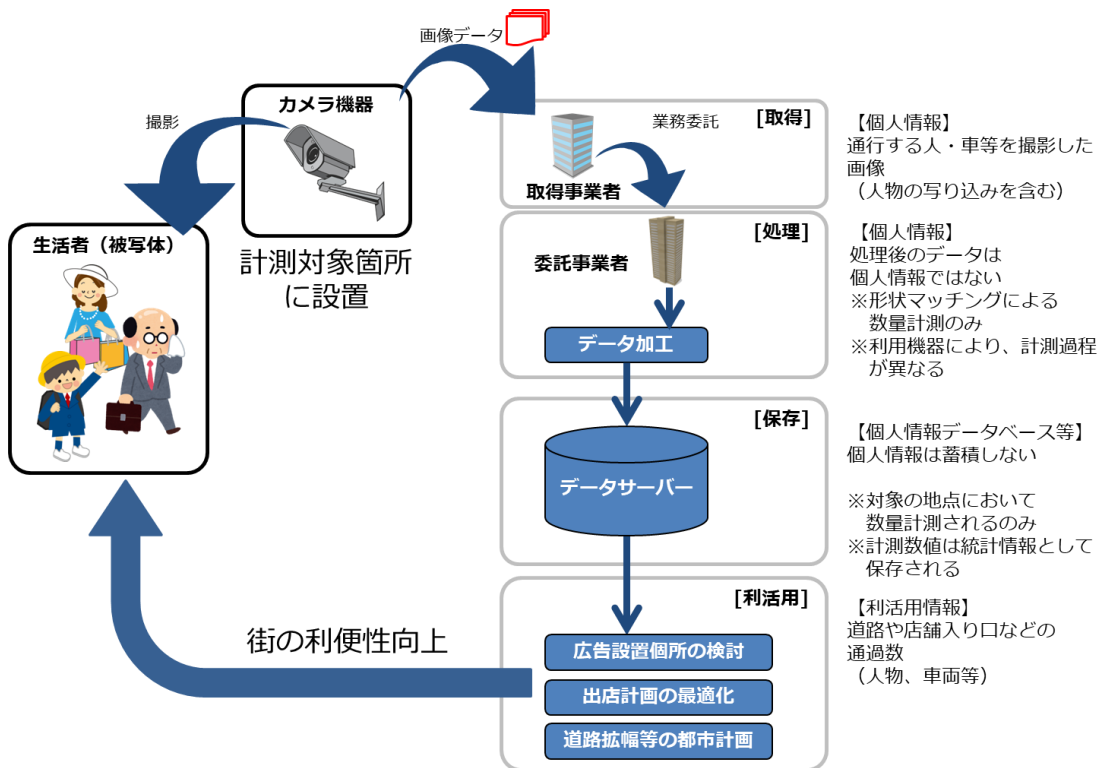 画像データ
カメラ機器
撮影
計測対象箇所
に設置
生活者（被写体）
[取得]
業務委託
取得事業者
【個人情報】
通行する人・車等を撮影した
画像
（人物の写り込みを含む）
[処理]
委託事業者
データ加工
【個人情報】
処理後のデータは
個人情報ではない
※形状マッチングによる
数量計測のみ
※利用機器により、計測過程
が異なる
[保存]
データサーバー
【個人情報データベース等】
個人情報は蓄積しない
※対象の地点において
数量計測されるのみ
※計測数値は統計情報として
保存される
[利活用]
広告設置個所の検討
出店計画の最適化
道路拡幅等の都市計画
【利活用情報】
道路や店舗入り口などの
通過数
（人物、車両等）
街の利便性向上